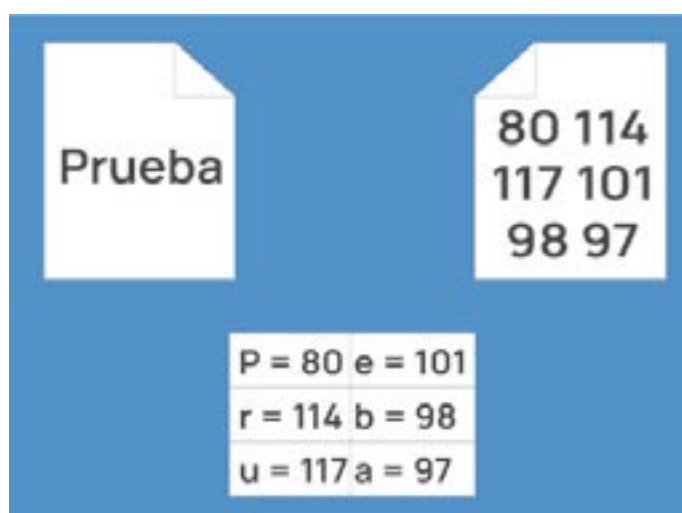 Prueba
80 114
117 101
98 97
P = 80 e = 101
r = 114 b = 98
u = 117 a = 97